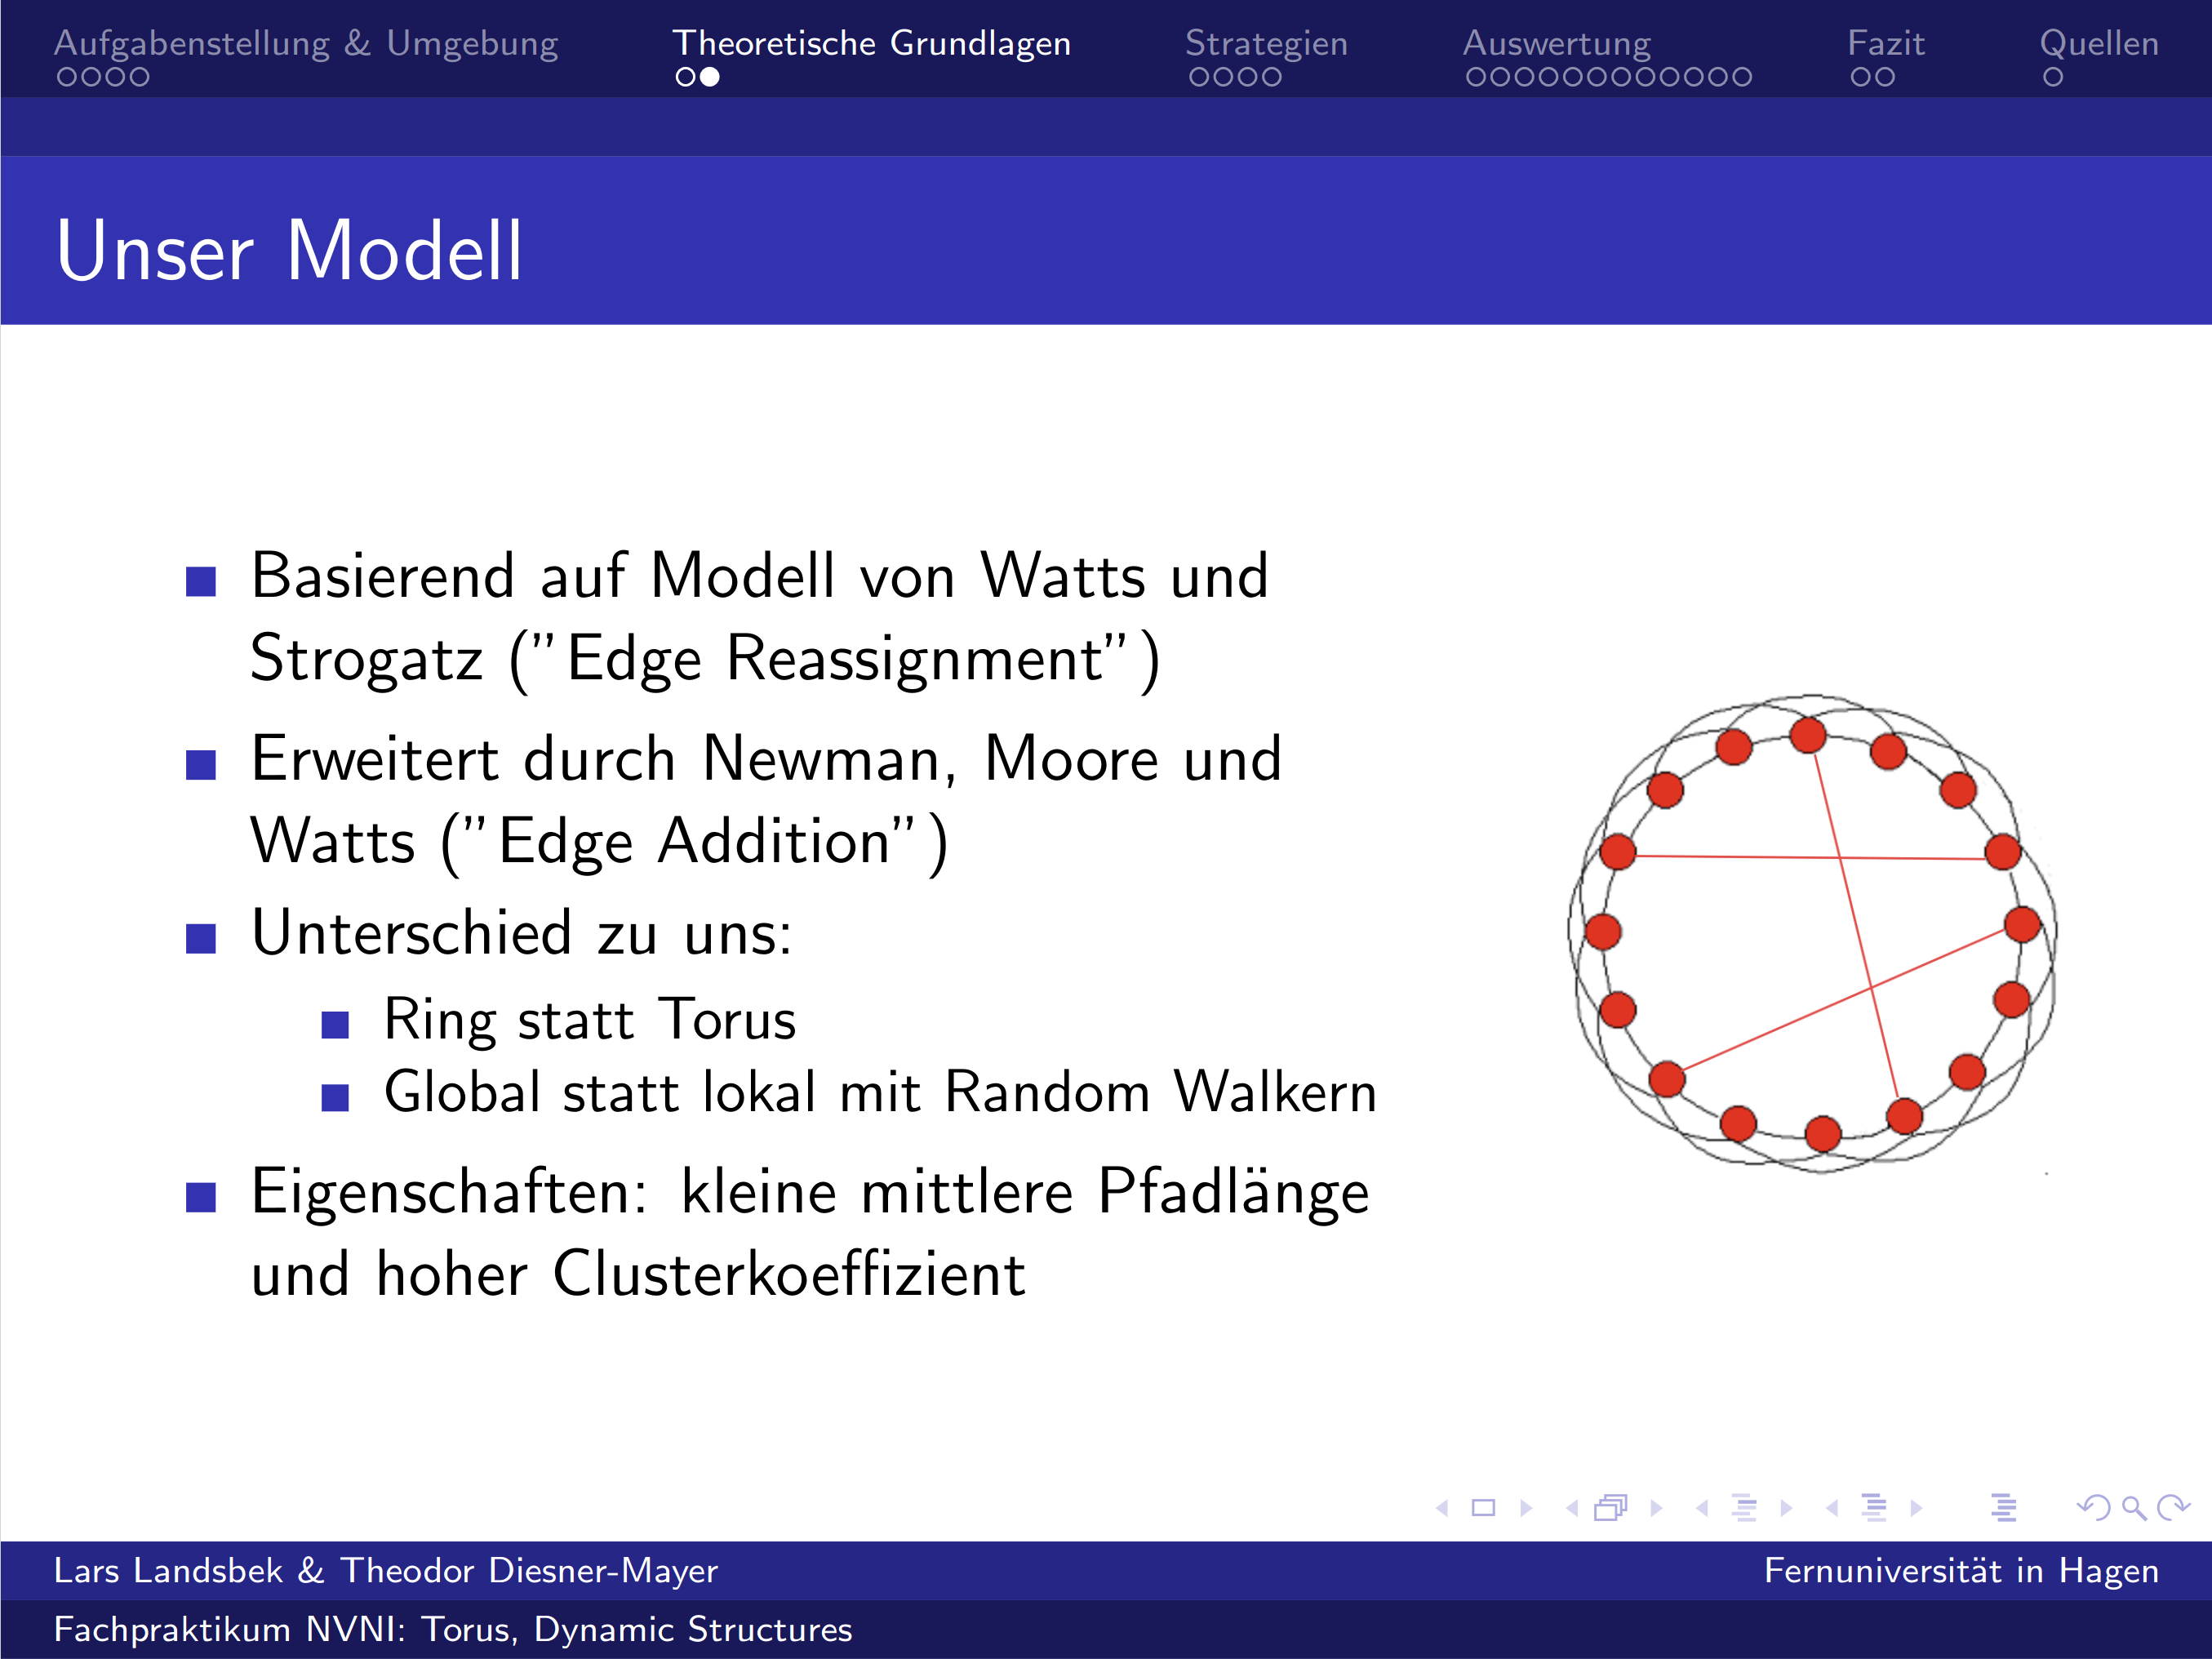 Aufgabenstellung & Umgebung
Theoretische Grundlagen
Strategien
Auswertung
Fazit
Quellen
Unser Modell
Basierend auf Modell von Watts und
Strogatz ("Edge Reassignment")
Erweitert durch Newman, Moore und
Watts ("Edge Addition")
Unterschied zu uns:
Ring statt Torus
Global statt lokal mit Random Walkern
Eigenschaften: kleine mittlere Pfadlänge
und hoher Clusterkoeffizient
Lars Landsbek & Theodor Diesner-Mayer
Fernuniversität in Hagen
Fachpraktikum NVNI: Torus, Dynamic Structures